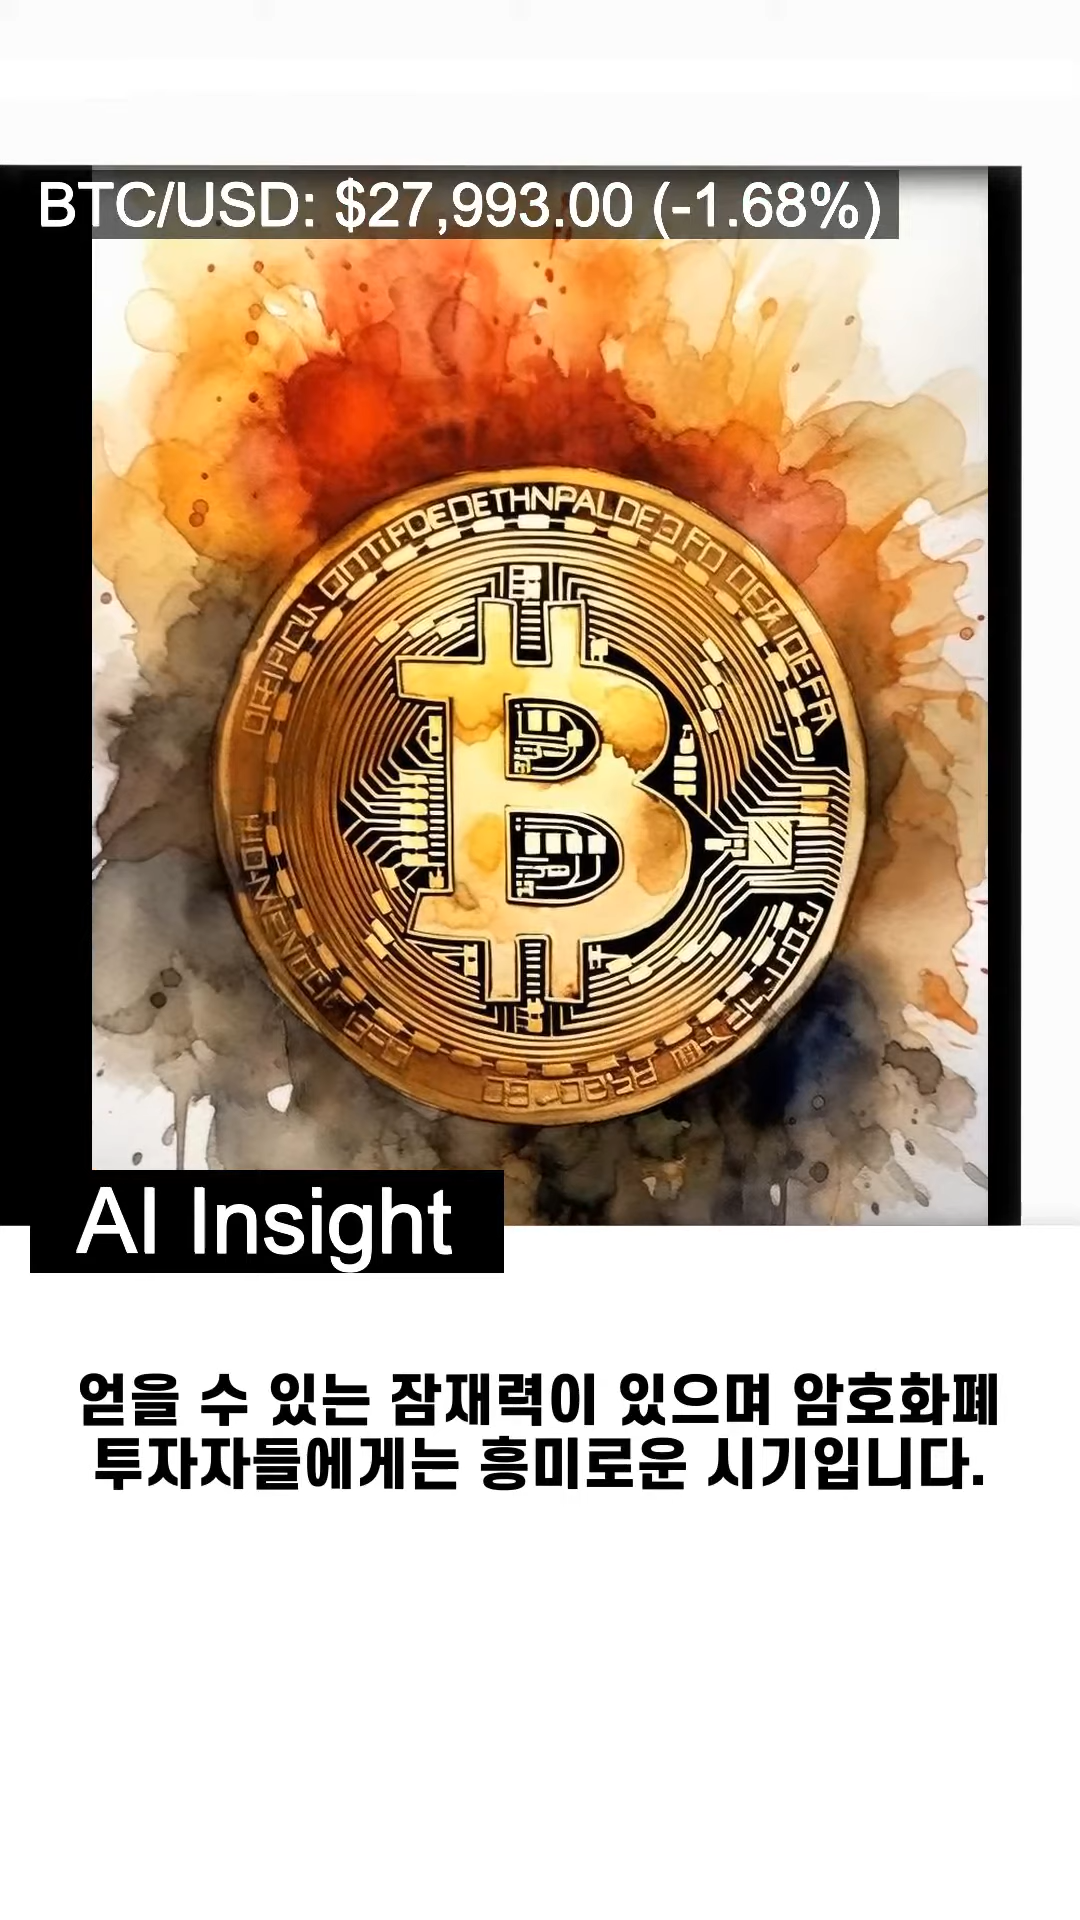 BTC/USD: $27,993.00 (-1.68%)
AI Insight
얻을 수 있는 잠재력이 있으며 암호화폐
투자자들에게는 흥미로운 시기입니다.